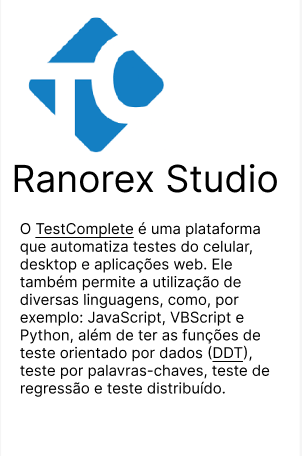 TC
Ranorex Studio
O TestComplete é uma plataforma
que automatiza testes do celular,
desktop e aplicações web. Ele
também permite a utilização de
diversas linguagens, como, por
exemplo: JavaScript, VBScript e
Python, além de ter as funções de
teste orientado por dados (DDT),
teste por palavras-chaves, teste de
regressão e teste distribuído.